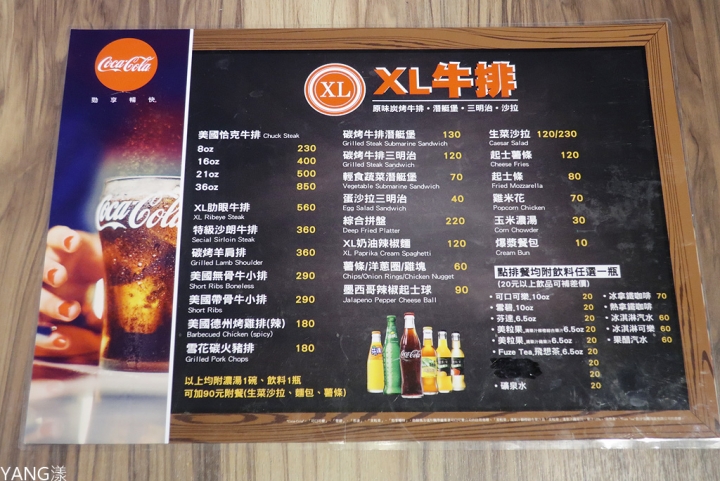 Coca-Cola
勁享暢快
Coca-Cola
XL
XL牛排
原味炭烤牛排・潛艇堡・三明治・沙拉
美國恰克牛排 Chuck Steak
8oz 230
16oz 400
21oz 500
36oz 850
XL肋眼牛排 560
XL Ribeye Steak
特級沙朗牛排 350
Secial Sirloin Steak
碳烤羊肩排 360
Grilled Lamb Shoulder
美國無骨牛小排 290
Short Ribs Boneless
美國帶骨牛小排 290
Short Ribs
美國德州烤雞排(辣) 180
Barbecued Chicken (spicy)
雪花碳火豬排 180
Grilled Pork Chops
以上均附濃湯1碗、飲料1瓶
可加90元附餐(生菜沙拉、麵包、薯條)
碳烤牛排潛艇堡 130
Grilled Steak Submarine Sandwich
碳烤牛排三明治 120
Grilled Steak Sandwich
輕食蔬菜潛艇堡 70
Vegetable Submarine Sandwich
蛋沙拉三明治 40
Egg Salad Sandwich
綜合拼盤 220
Deep Fried Platter
XL奶油辣椒麵 120
XL Paprika Cream Spaghetti
薯條/洋蔥圈/雞塊 60
Chips/Onion Rings/Chicken Nugget
墨西哥辣椒起士球 90
Jalapeno Pepper Cheese Ball
生菜沙拉 120/230
Caesar Salad
起士薯條 120
Cheese Fries
起士條 80
Fried Mozzarella
雞米花 70
Popcorn Chicken
玉米濃湯 30
Corn Chowder
爆漿餐包 10
Cream Bun
點排餐均附飲料任選一瓶
(20元以上飲品可補差價)
・可口可樂,10oz 20
・雪碧,10oz 20
・芬達,6.5oz 20
・美粒果 6.5oz 20
・美粒果 6.5oz 20
・Fuze Tea,飛想茶,6.5oz 20
20
・礦泉水 20
・冰拿鐵咖啡 70
・熱拿鐵咖啡 60
・冰淇淋汽水 60
・冰淇淋可樂 60
・果醋汽水 60
YANG漾